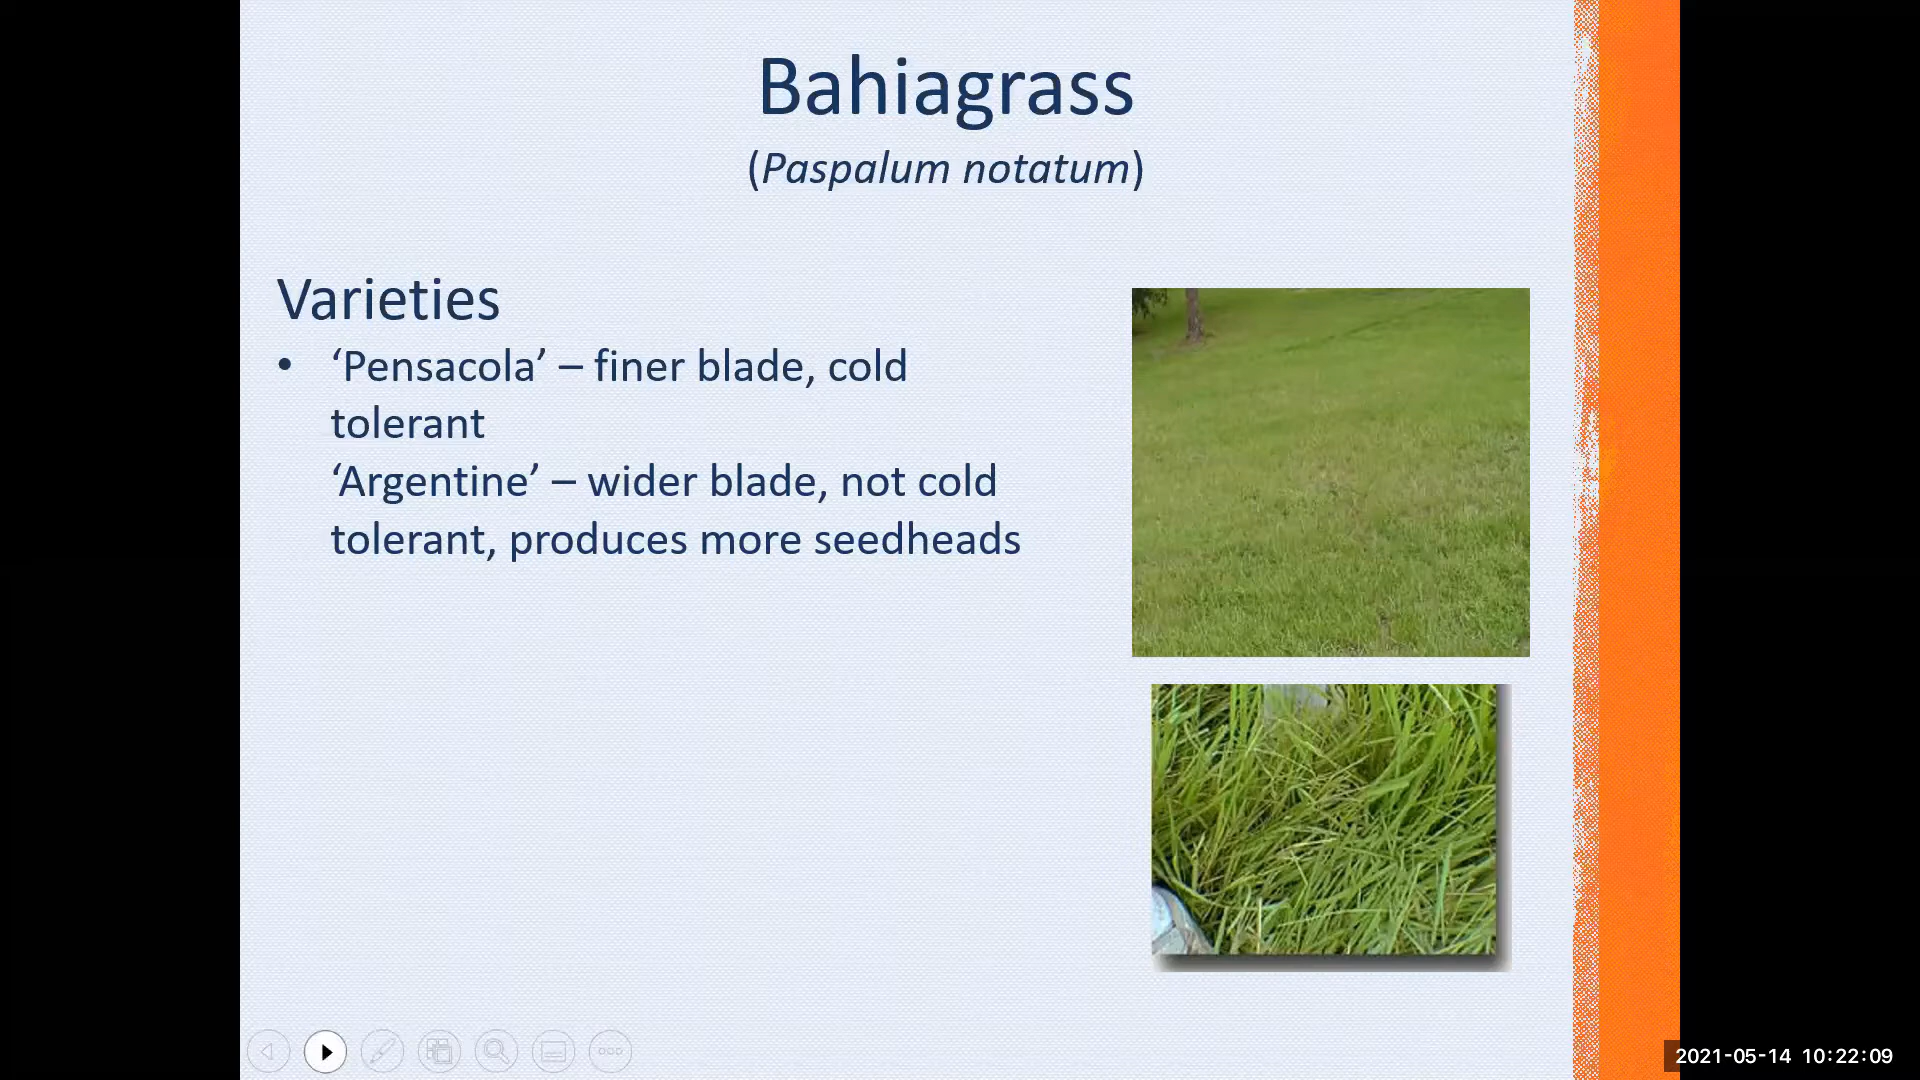 Bahiagrass
(Paspalum notatum)
Varieties
• ‘Pensacola’ – finer blade, cold
tolerant
‘Argentine’ – wider blade, not cold
tolerant, produces more seedheads
2021-05-14 10:22:09